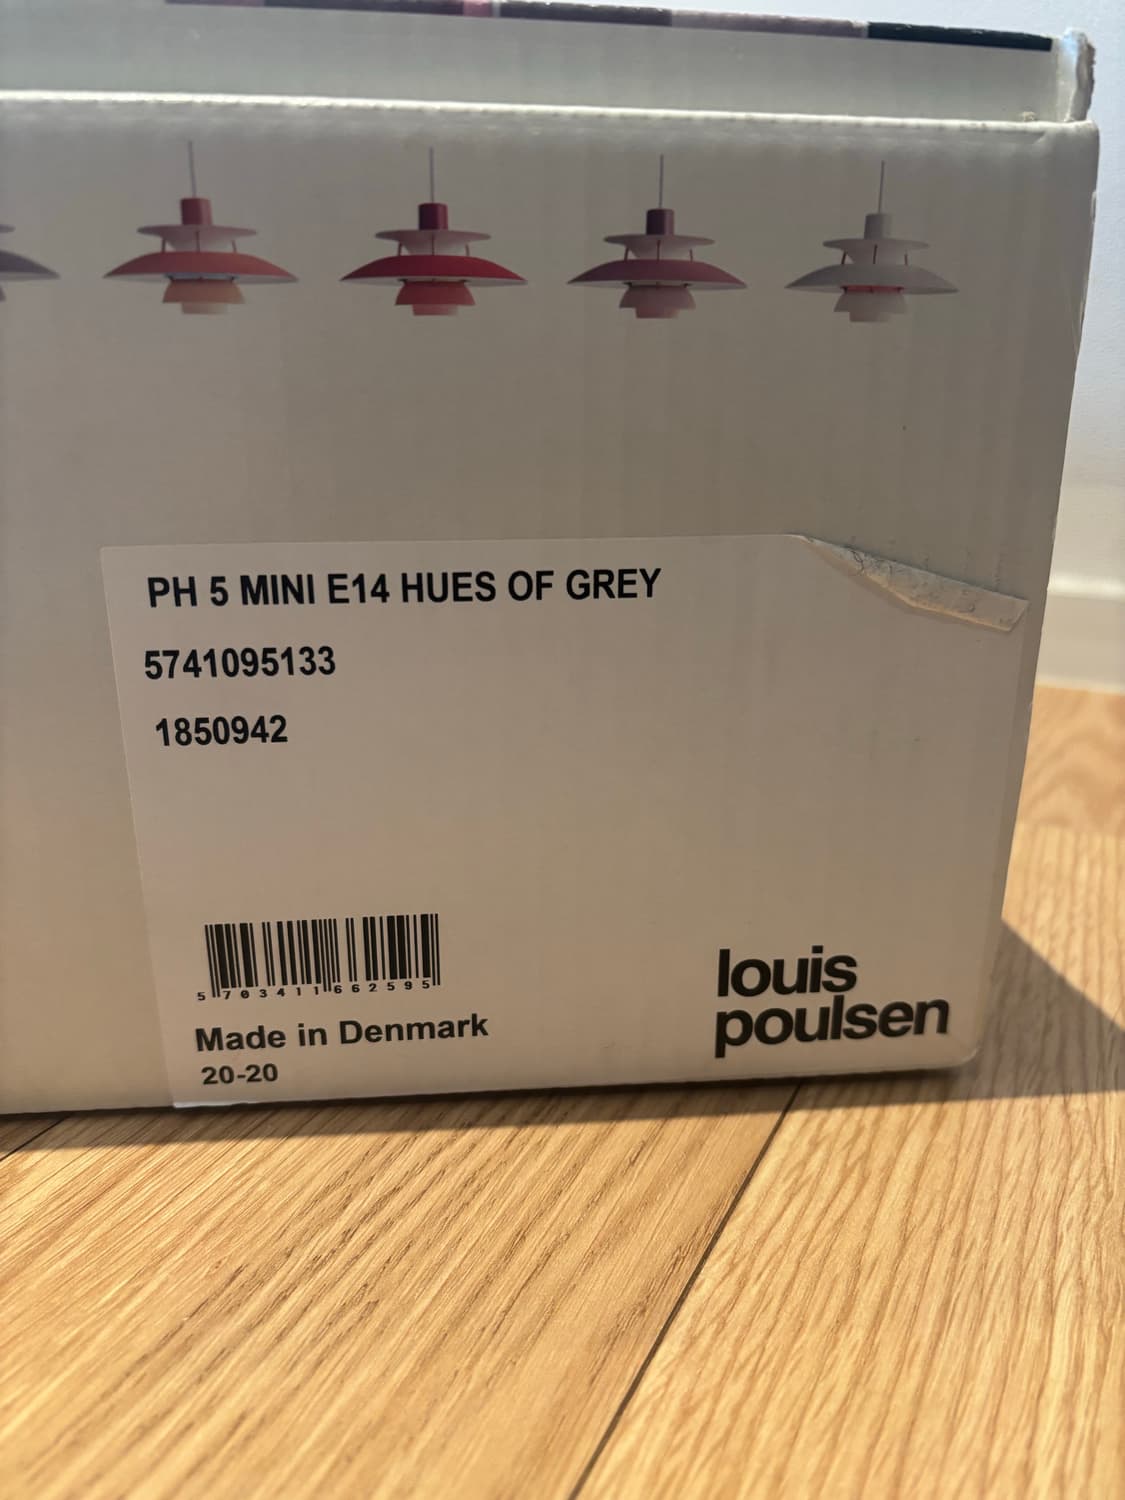 PH 5 MINI E14 HUES OF GREY
5741095133
1850942
5 703411 662595
Made in Denmark
20-20
louis
poulsen